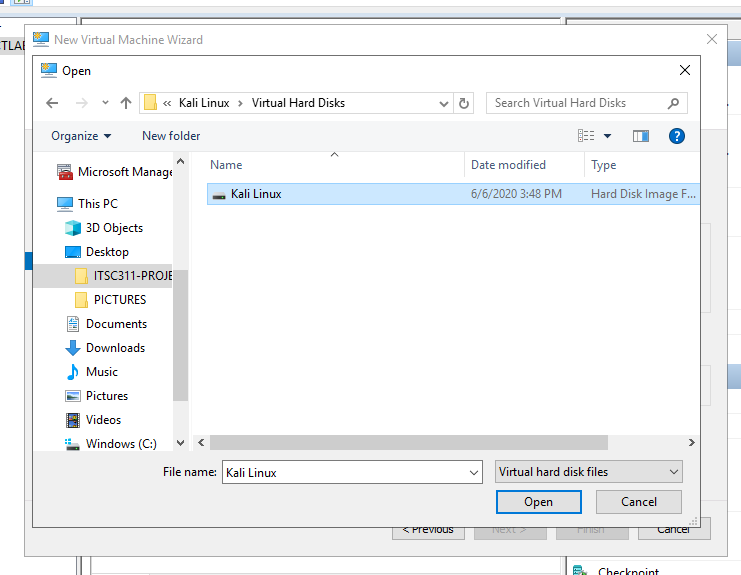 CTLAB
New Virtual Machine Wizard
Open
« Kali Linux > Virtual Hard Disks
Search Virtual Hard Disks
Organize
New folder
Name
Date modified
Type
Kali Linux
6/6/2020 3:48 PM
Hard Disk Image F...
Microsoft Manage
This PC
3D Objects
Desktop
ITSC311-PROJE
PICTURES
Documents
Downloads
Music
Pictures
Videos
Windows (C:)
File name:
Kali Linux
Virtual hard disk files
Open
Cancel
< Previous
Next >
Finish
Cancel
Checkpoint